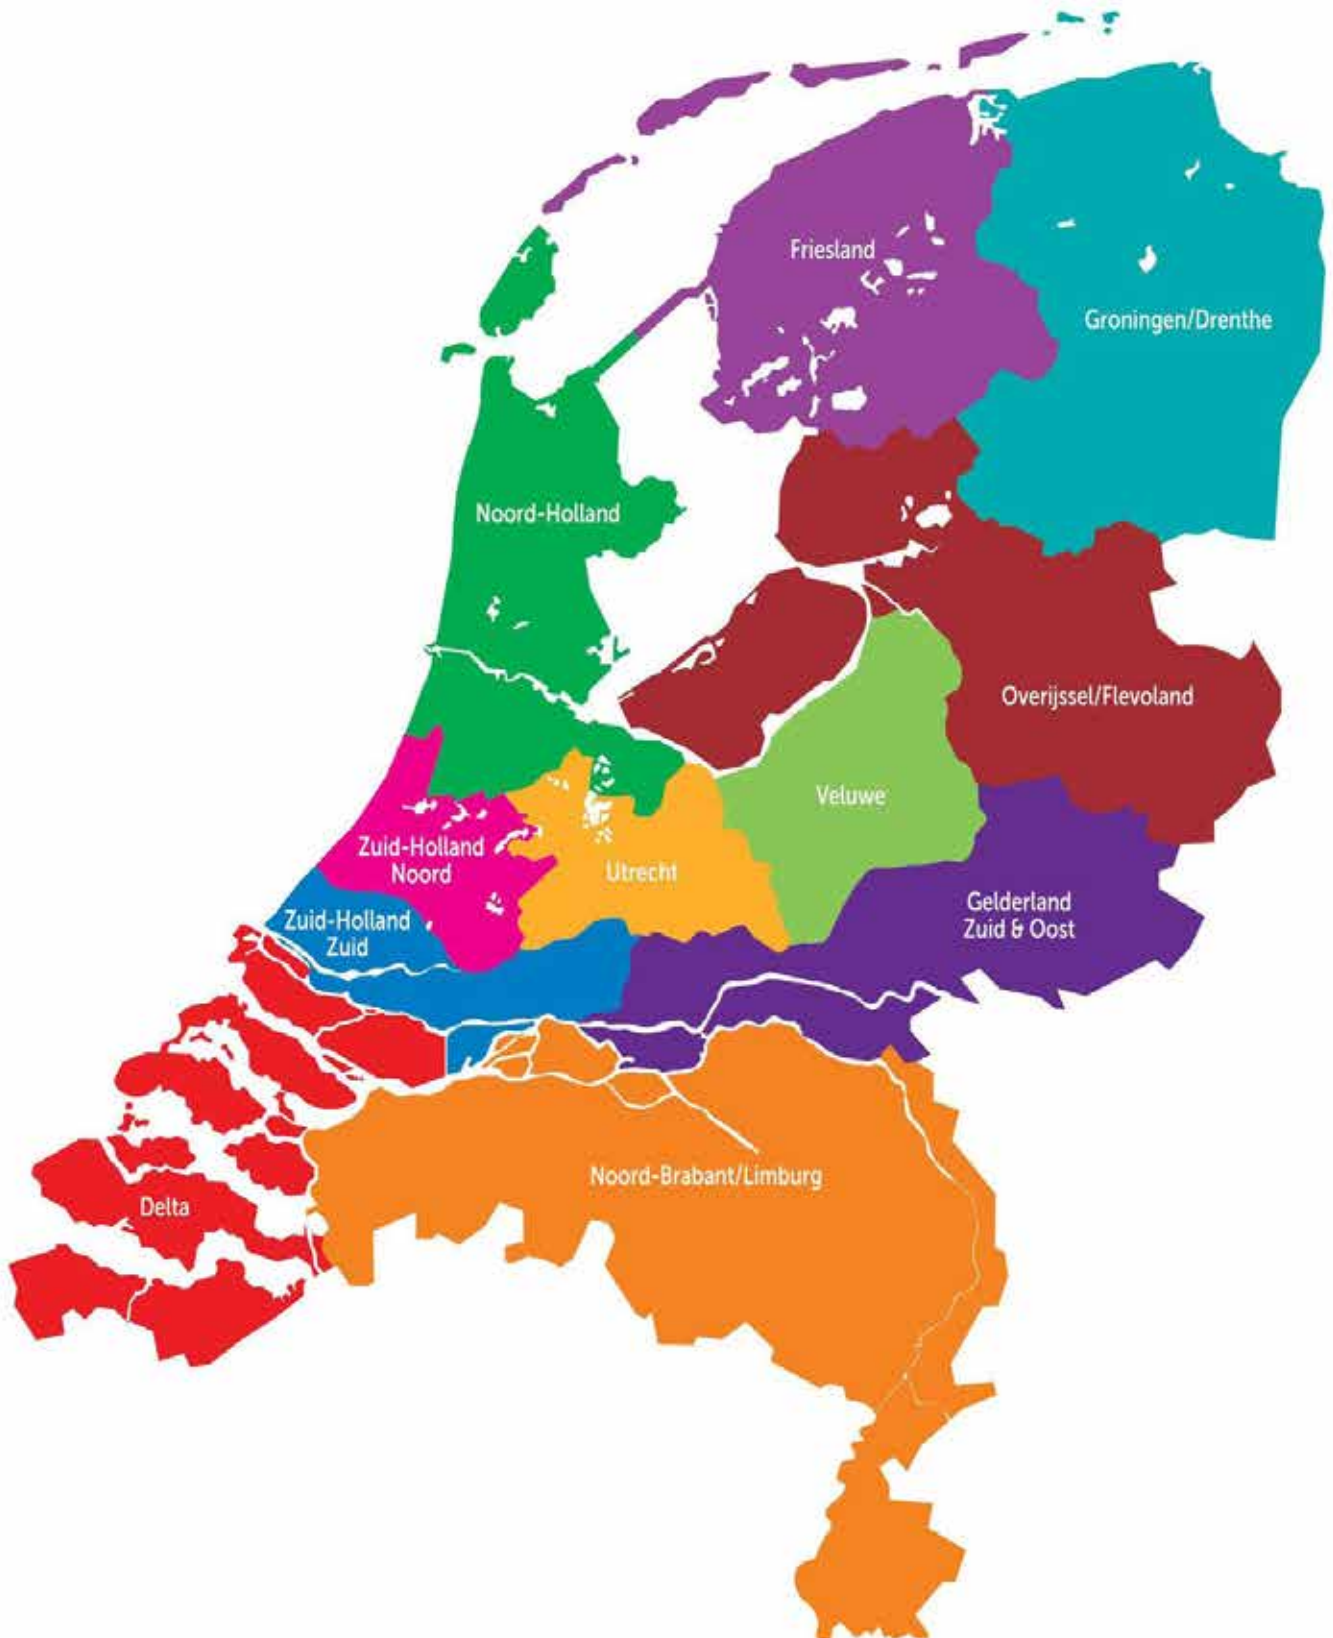 Friesland
Groningen/Drenthe
Noord-Holland
Overijssel/Flevoland
Veluwe
Zuid-Holland
Noord
Utrecht
Gelderland
Zuid & Oost
Zuid-Holland
Zuid
Noord-Brabant/Limburg
Delta